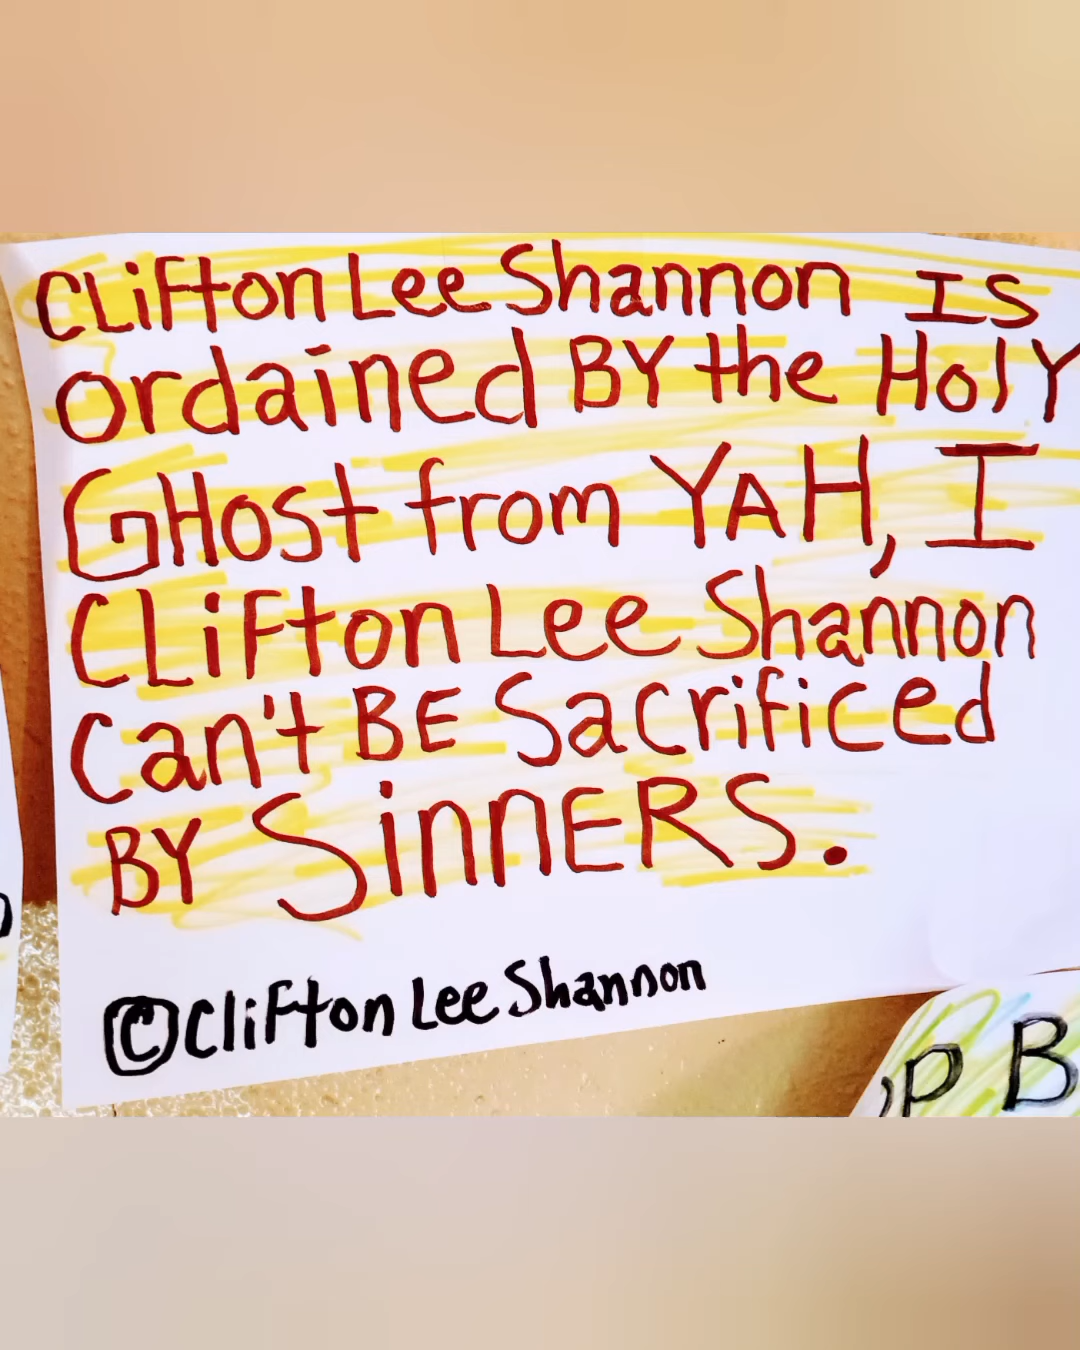 CLiFton Lee Shannon IS
ordained BY the HolY
GHost from YAH, I
CLiFton Lee Shannon
Can't BE Sacrificed
BY SinnERS.
©CliFton Lee Shannon
P B